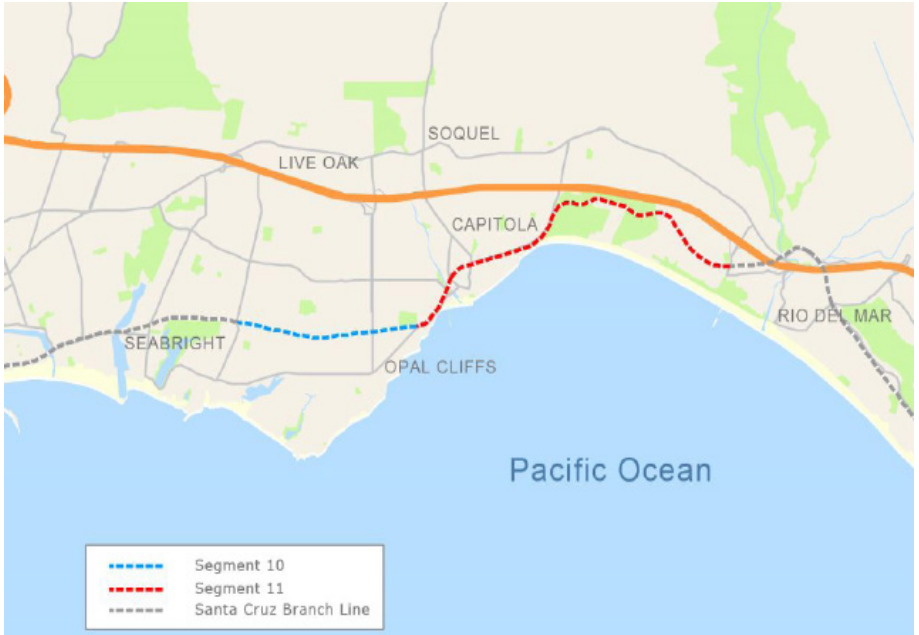 SOQUEL
LIVE OAK
CAPITOLA
RIO DEL MAR
SEABRIGHT
OPAL CLIFFS
Pacific Ocean
Segment 10
Segment 11
Santa Cruz Branch Line